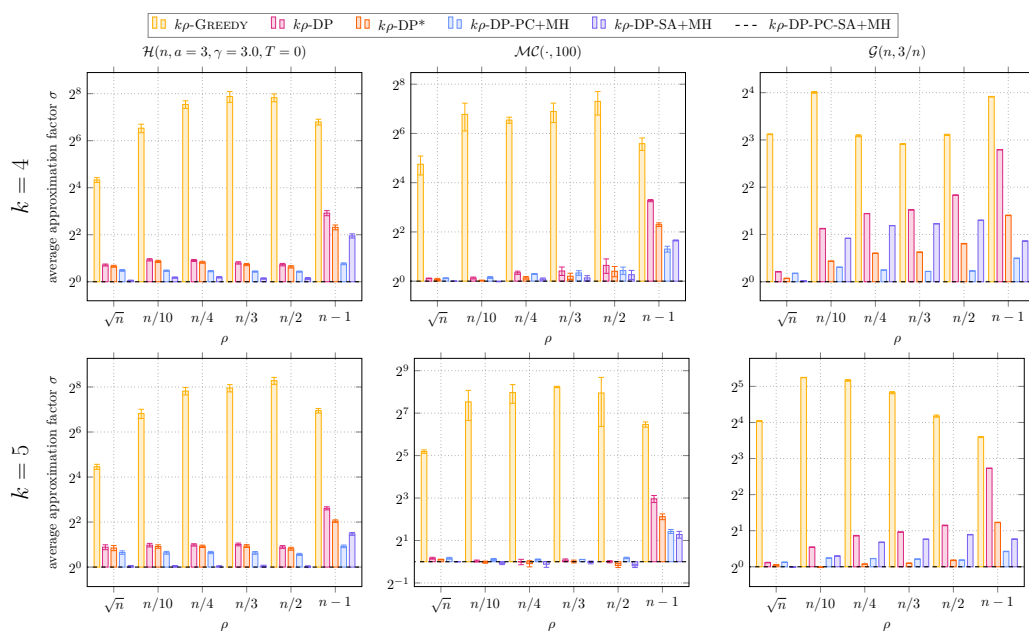 kρ-GREEDY kρ-DP kρ-DP* kρ-DP-PC+MH kρ-DP-SA+MH kρ-DP-PC-SA+MH
H(n, a = 3, γ = 3.0, T = 0) MC(·, 100) G(n, 3/n)
k = 4
average approximation factor σ
2^8
2^6
2^4
2^2
2^0
√n n/10 n/4 n/3 n/2 n − 1
ρ
2^8
2^6
2^4
2^2
2^0
√n n/10 n/4 n/3 n/2 n − 1
ρ
2^4
2^3
2^2
2^1
2^0
√n n/10 n/4 n/3 n/2 n − 1
ρ
k = 5
average approximation factor σ
2^8
2^6
2^4
2^2
2^0
√n n/10 n/4 n/3 n/2 n − 1
ρ
2^9
2^7
2^5
2^3
2^1
2^−1
√n n/10 n/4 n/3 n/2 n − 1
ρ
2^5
2^4
2^3
2^2
2^1
2^0
√n n/10 n/4 n/3 n/2 n − 1
ρ